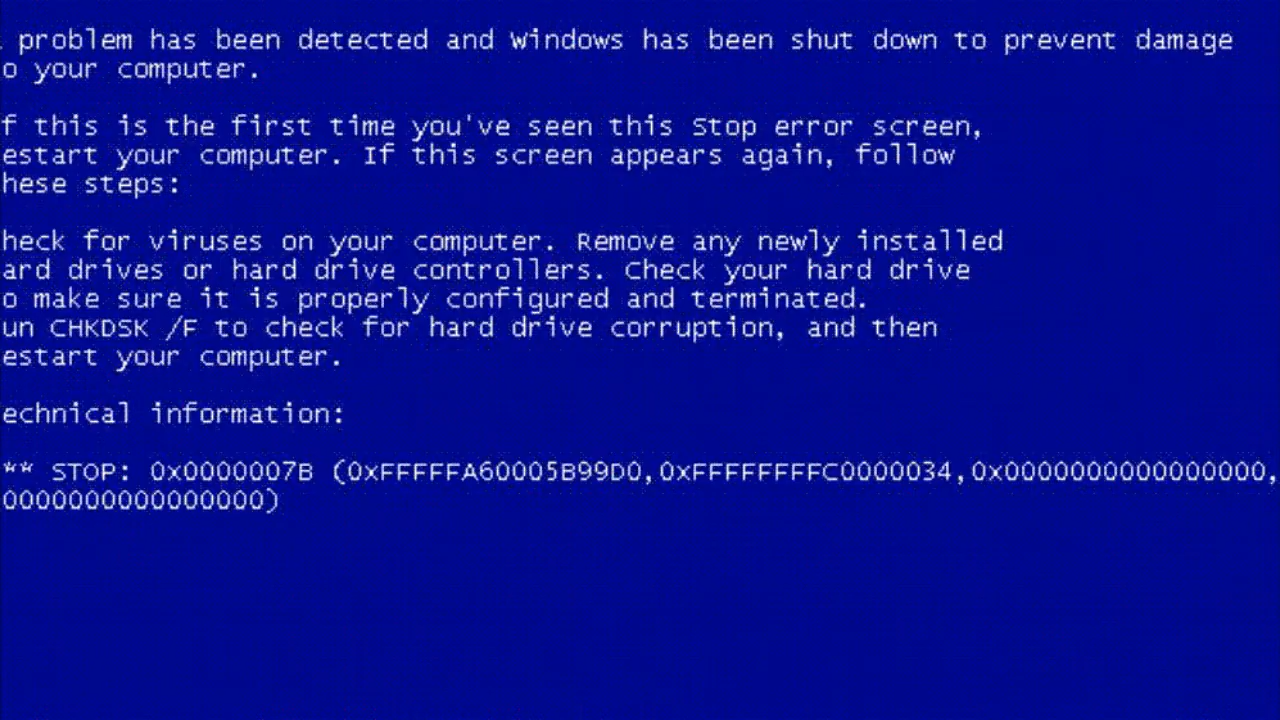 problem has been detected and Windows has been shut down to prevent damage
o your computer.
f this is the first time you've seen this Stop error screen,
estart your computer. If this screen appears again, follow
hese steps:
heck for viruses on your computer. Remove any newly installed
ard drives or hard drive controllers. Check your hard drive
o make sure it is properly configured and terminated.
un CHKDSK /F to check for hard drive corruption, and then
estart your computer.
echnical information:
** STOP: 0x0000007B (0xFFFFFA60005B99D0,0xFFFFFFFFC0000034,0x0000000000000000,
0000000000000000)